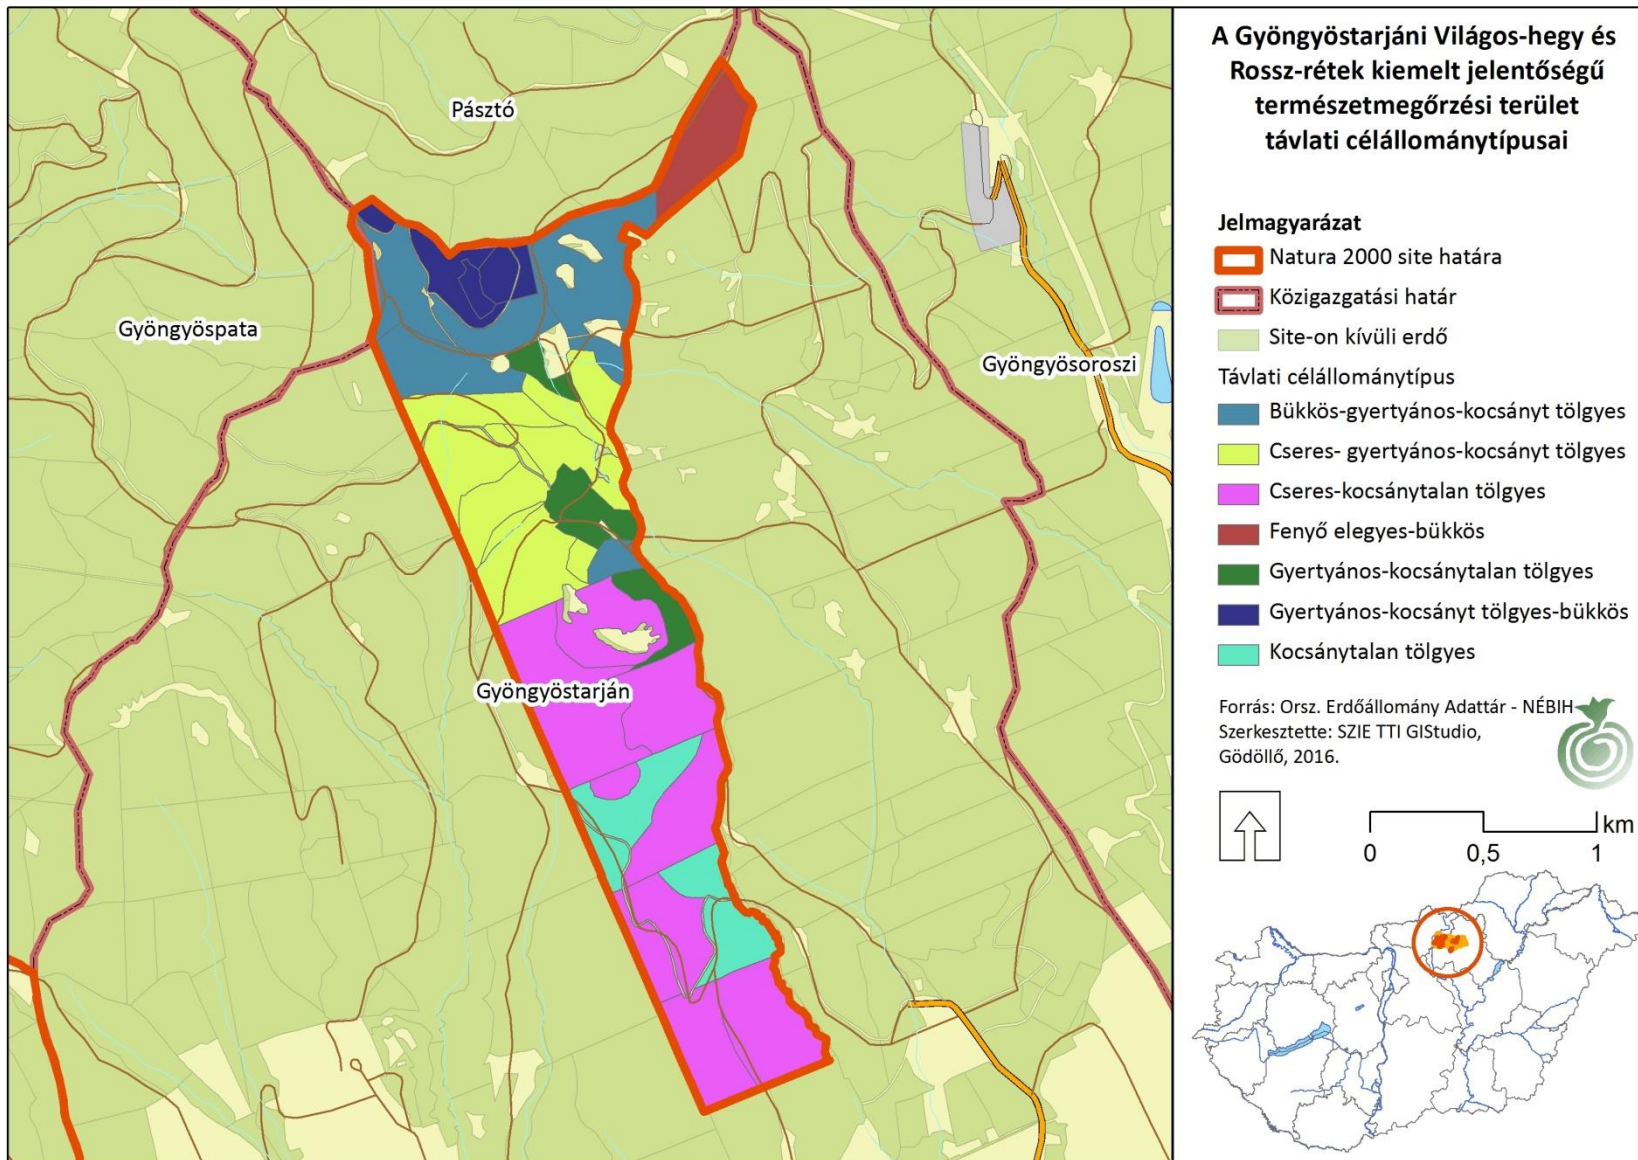 A Gyöngyöstarjáni Világos-hegy és
Rossz-rétek kiemelt jelentőségű
természetmegőrzési terület
távlati célállománytípusai
Jelmagyarázat
Natura 2000 site határa
Közigazgatási határ
Site-on kívüli erdő
Távlati célállománytípus
Bükkös-gyertyános-kocsányt tölgyes
Cseres- gyertyános-kocsányt tölgyes
Cseres-kocsánytalan tölgyes
Fenyő elegyes-bükkös
Gyertyános-kocsánytalan tölgyes
Gyertyános-kocsányt tölgyes-bükkös
Kocsánytalan tölgyes
Forrás: Orsz. Erdőállomány Adattár - NÉBIH
Szerkesztette: SZIE TTI GIStudio,
Gödöllő, 2016.
km
0 0,5 1
Pásztó
Gyöngyöspata
Gyöngyösoroszi
Gyöngyöstarján